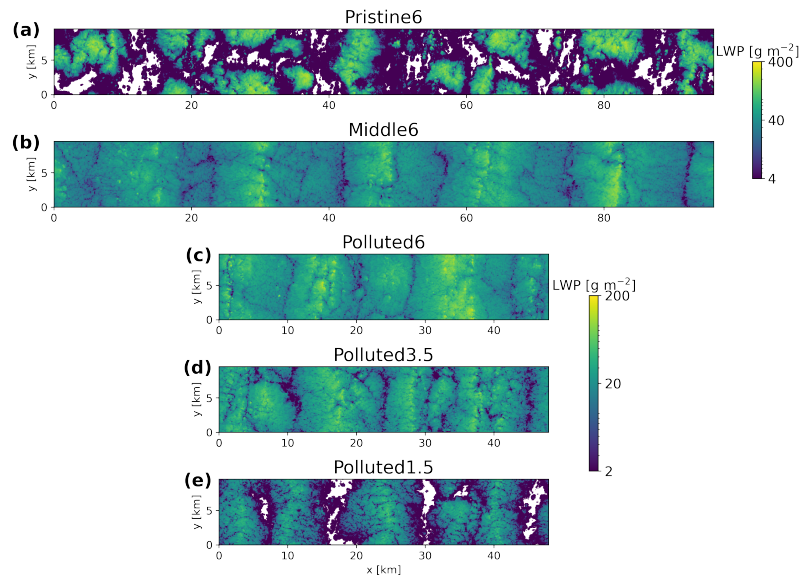 Pristine6
(a)
y [km]
5
0
0 20 40 60 80
LWP [g m−2]
400
40
4
Middle6
(b)
y [km]
5
0
0 20 40 60 80
Polluted6
(c)
y [km]
5
0
0 10 20 30 40
LWP [g m−2]
200
20
2
Polluted3.5
(d)
y [km]
5
0
0 10 20 30 40
Polluted1.5
(e)
y [km]
5
0
0 10 20 30 40
x [km]